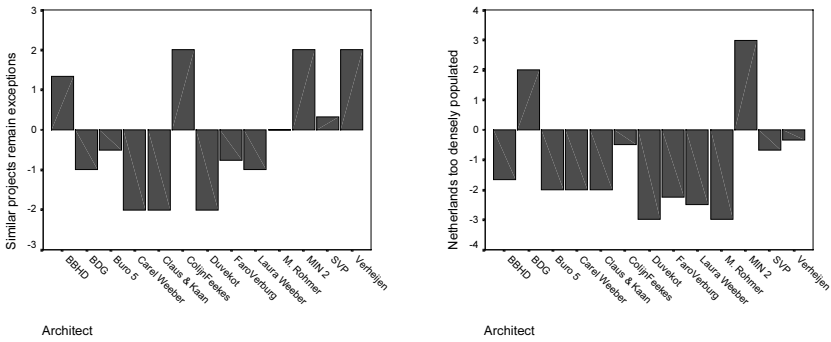 Similar projects remain exceptions
3
2
1
0
-1
-2
-3
BBHD
BDG
Buro 5
Carel Weeber
Claus & Kaan
ColijnFeekes
Duvekot
FaroVerburg
Laura Weeber
M. Rohmer
MIN 2
SVP
Verheijen
Architect
Netherlands too densely populated
4
3
2
1
0
-1
-2
-3
-4
BBHD
BDG
Buro 5
Carel Weeber
Claus & Kaan
ColijnFeekes
Duvekot
FaroVerburg
Laura Weeber
M. Rohmer
MIN 2
SVP
Verheijen
Architect